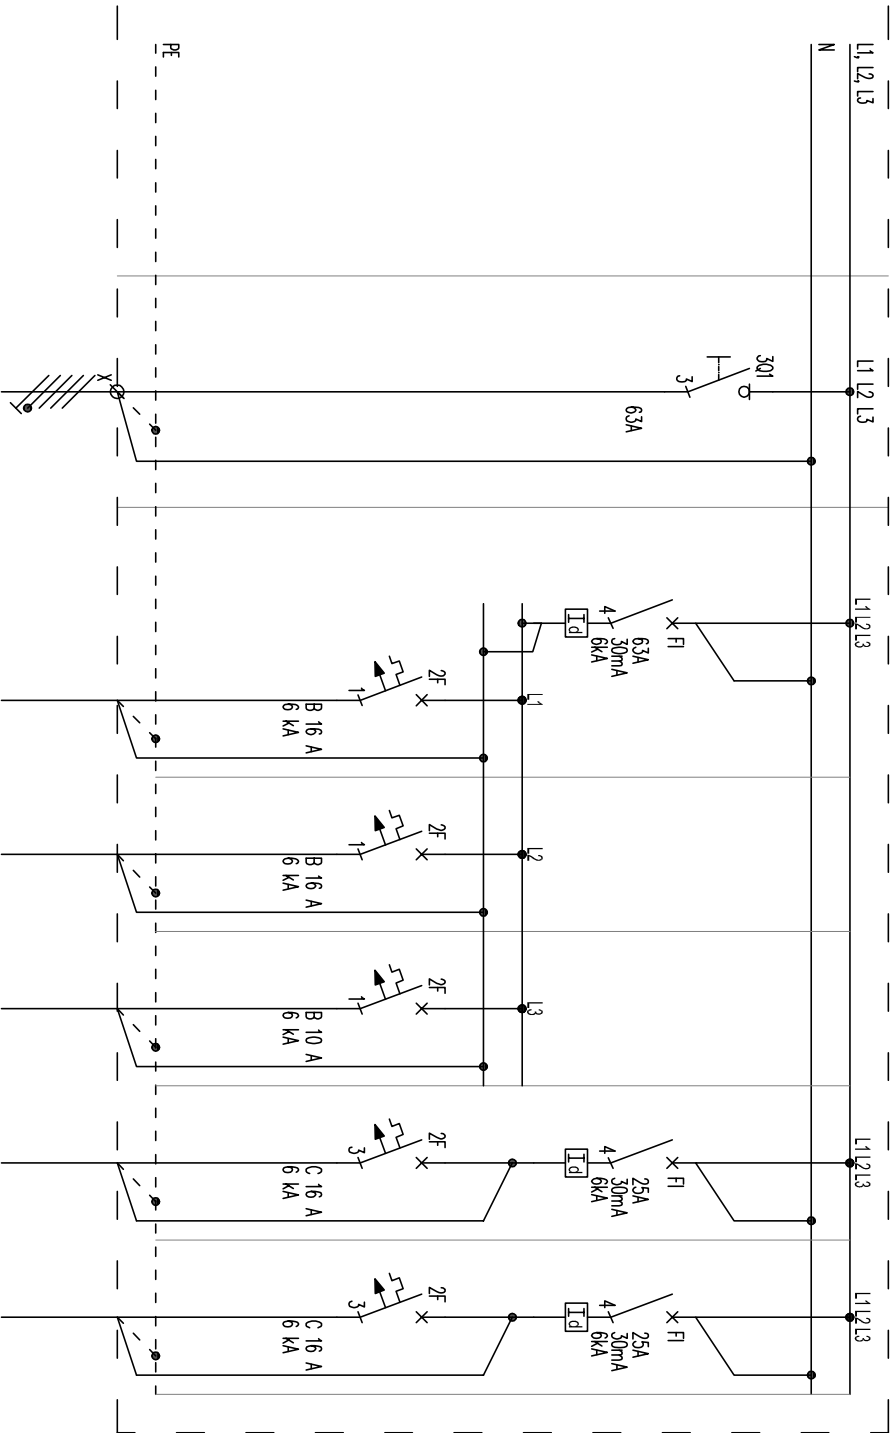 L1, L2, L3
N
PE
L1 L2 L3
3Q1
3
63A
X
L1 L2 L3
FI
4
63A
30mA
6kA
Id
L1
2F
1
B 16 A
6 kA
L2
2F
1
B 16 A
6 kA
L3
2F
1
B 10 A
6 kA
L1 L2 L3
FI
4
25A
30mA
6kA
Id
2F
3
C 16 A
6 kA
L1 L2 L3
FI
4
25A
30mA
6kA
Id
2F
3
C 16 A
6 kA